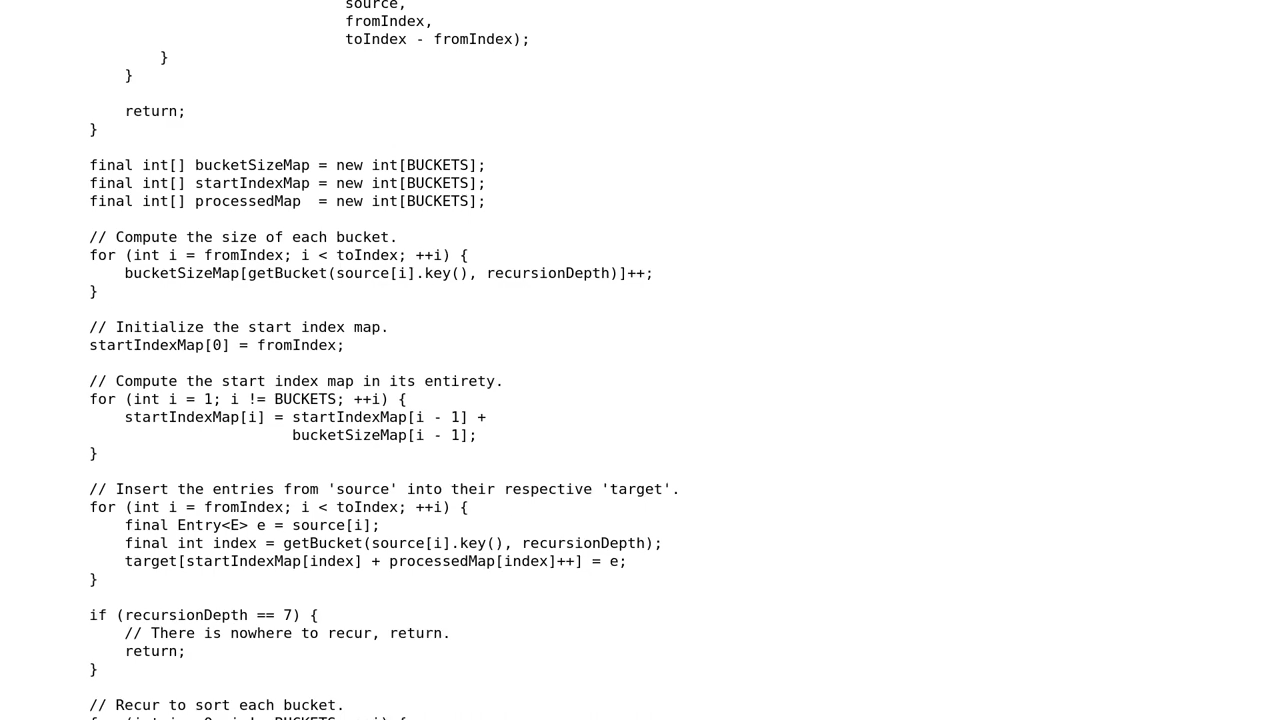 source,
fromIndex,
toIndex - fromIndex);
}
}
return;
}
final int[] bucketSizeMap = new int[BUCKETS];
final int[] startIndexMap = new int[BUCKETS];
final int[] processedMap  = new int[BUCKETS];
// Compute the size of each bucket.
for (int i = fromIndex; i < toIndex; ++i) {
bucketSizeMap[getBucket(source[i].key(), recursionDepth)]++;
}
// Initialize the start index map.
startIndexMap[0] = fromIndex;
// Compute the start index map in its entirety.
for (int i = 1; i != BUCKETS; ++i) {
startIndexMap[i] = startIndexMap[i - 1] +
bucketSizeMap[i - 1];
}
// Insert the entries from 'source' into their respective 'target'.
for (int i = fromIndex; i < toIndex; ++i) {
final Entry<E> e = source[i];
final int index = getBucket(source[i].key(), recursionDepth);
target[startIndexMap[index] + processedMap[index]++] = e;
}
if (recursionDepth == 7) {
// There is nowhere to recur, return.
return;
}
// Recur to sort each bucket.